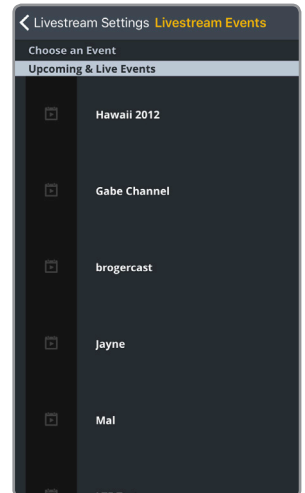 Livestream Settings Livestream Events
Choose an Event
Upcoming & Live Events
Hawaii 2012
Gabe Channel
brogercast
Jayne
Mal